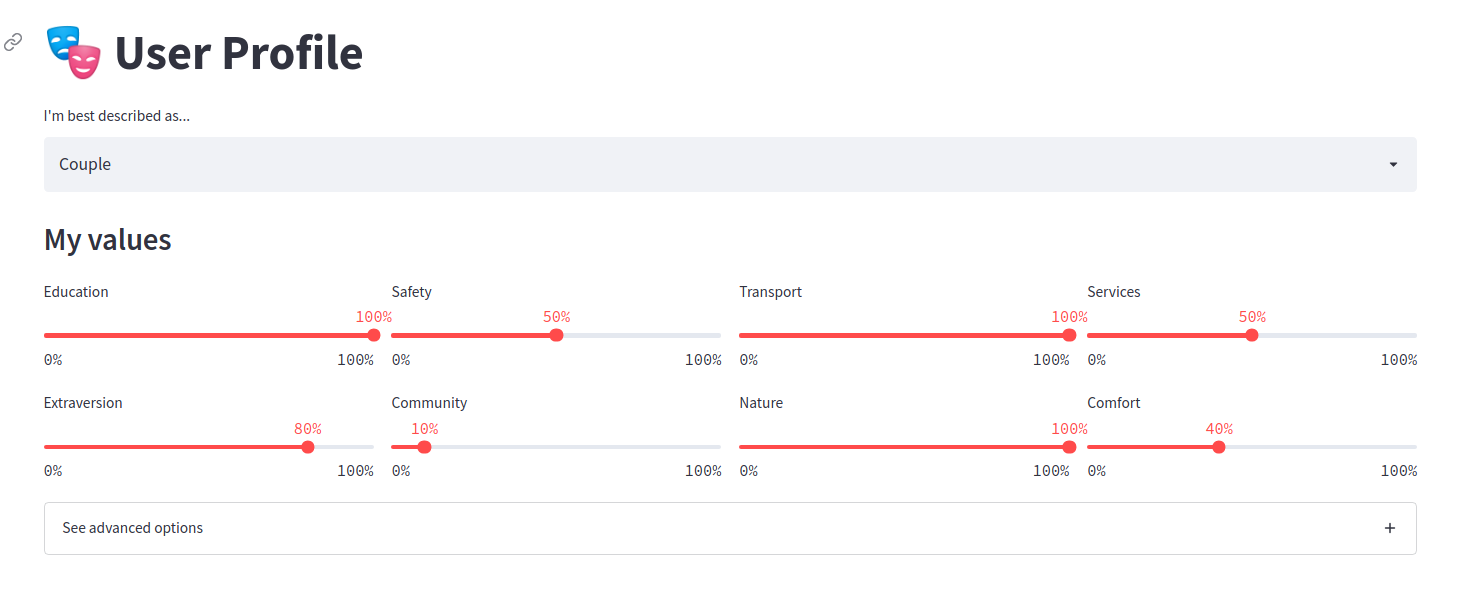 User Profile
I'm best described as...
Couple
My values
Education Safety Transport Services
100% 50% 100% 50%
0% 100% 0% 100% 0% 100% 0% 100%
Extraversion Community Nature Comfort
80% 10% 100% 40%
0% 100% 0% 100% 0% 100% 0% 100%
See advanced options +